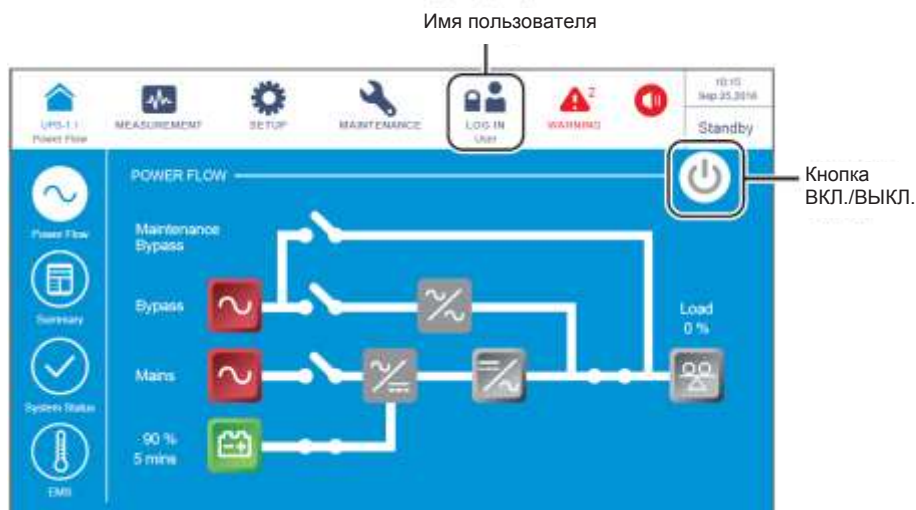 Имя пользователя
UPS-1.1
Power Flow
MEASUREMENT
SETUP
MAINTENANCE
LOG IN
User
2
WARNING
10:15
Sep.25,2016
Standby
POWER FLOW
Кнопка
ВКЛ./ВЫКЛ.
Power Flow
Maintenance
Bypass
Summary
Bypass
Load
0 %
System Status
Mains
90 %
5 mins
EMS